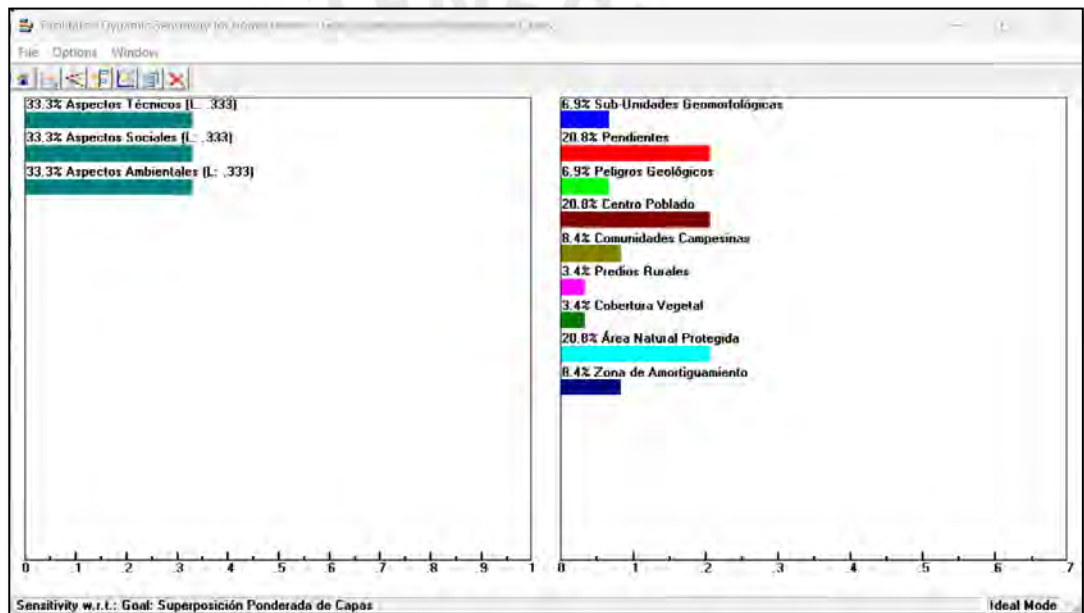 File Options Window
33.3% Aspectos Técnicos (L: .333)
33.3% Aspectos Sociales (L: .333)
33.3% Aspectos Ambientales (L: .333)
0 .1 .2 .3 .4 .5 .6 .7 .8 .9 1
6.9% Sub-Unidades Geomorfológicas
20.8% Pendientes
6.9% Peligros Geológicos
20.8% Centro Poblado
8.4% Comunidades Campesinas
3.4% Predios Rurales
3.4% Cobertura Vegetal
20.8% Área Natural Protegida
8.4% Zona de Amortiguamiento
0 .1 .2 .3 .4 .5 .6 .7
Sensitivity w.r.t.: Goal: Superposición Ponderada de Capas
Ideal Mode